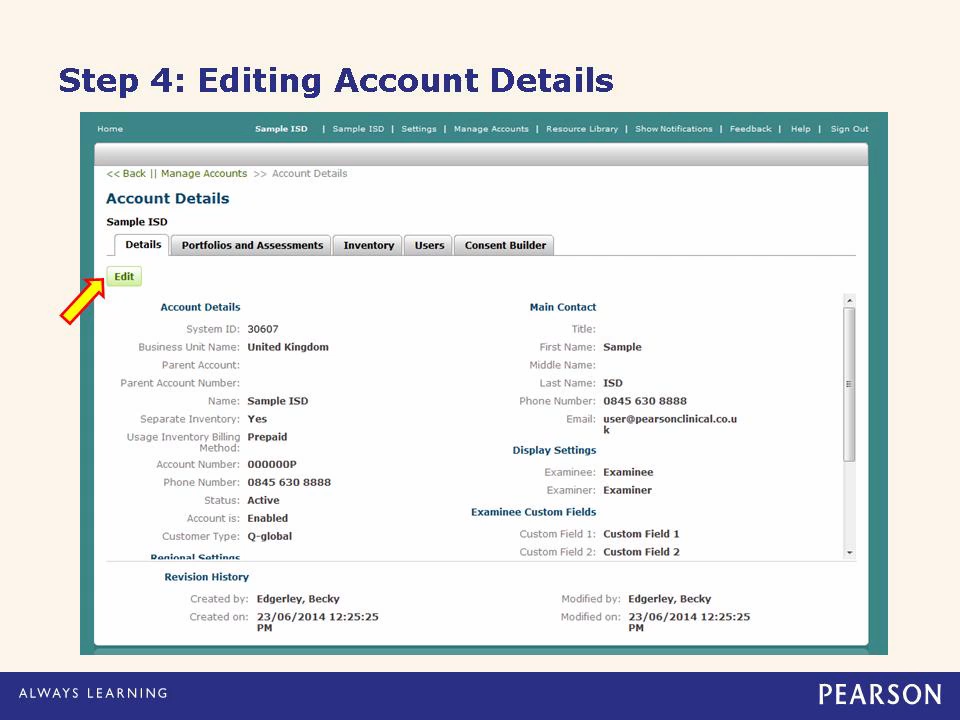 Step 4: Editing Account Details
Home Sample ISD | Sample ISD | Settings | Manage Accounts | Resource Library | Show Notifications | Feedback | Help | Sign Out
<< Back || Manage Accounts >> Account Details
Account Details
Sample ISD
Details Portfolios and Assessments Inventory Users Consent Builder
Edit
Account Details
System ID: 30607
Business Unit Name: United Kingdom
Parent Account:
Parent Account Number:
Name: Sample ISD
Separate Inventory: Yes
Usage Inventory Billing Prepaid
Method:
Account Number: 000000P
Phone Number: 0845 630 8888
Status: Active
Account is: Enabled
Customer Type: Q-global
Regional Settings
Main Contact
Title:
First Name: Sample
Middle Name:
Last Name: ISD
Phone Number: 0845 630 8888
Email: user@pearsonclinical.co.u
k
Display Settings
Examinee: Examinee
Examiner: Examiner
Examinee Custom Fields
Custom Field 1: Custom Field 1
Custom Field 2: Custom Field 2
Revision History
Created by: Edgerley, Becky
Created on: 23/06/2014 12:25:25
PM
Modified by: Edgerley, Becky
Modified on: 23/06/2014 12:25:25
PM
ALWAYS LEARNING
PEARSON